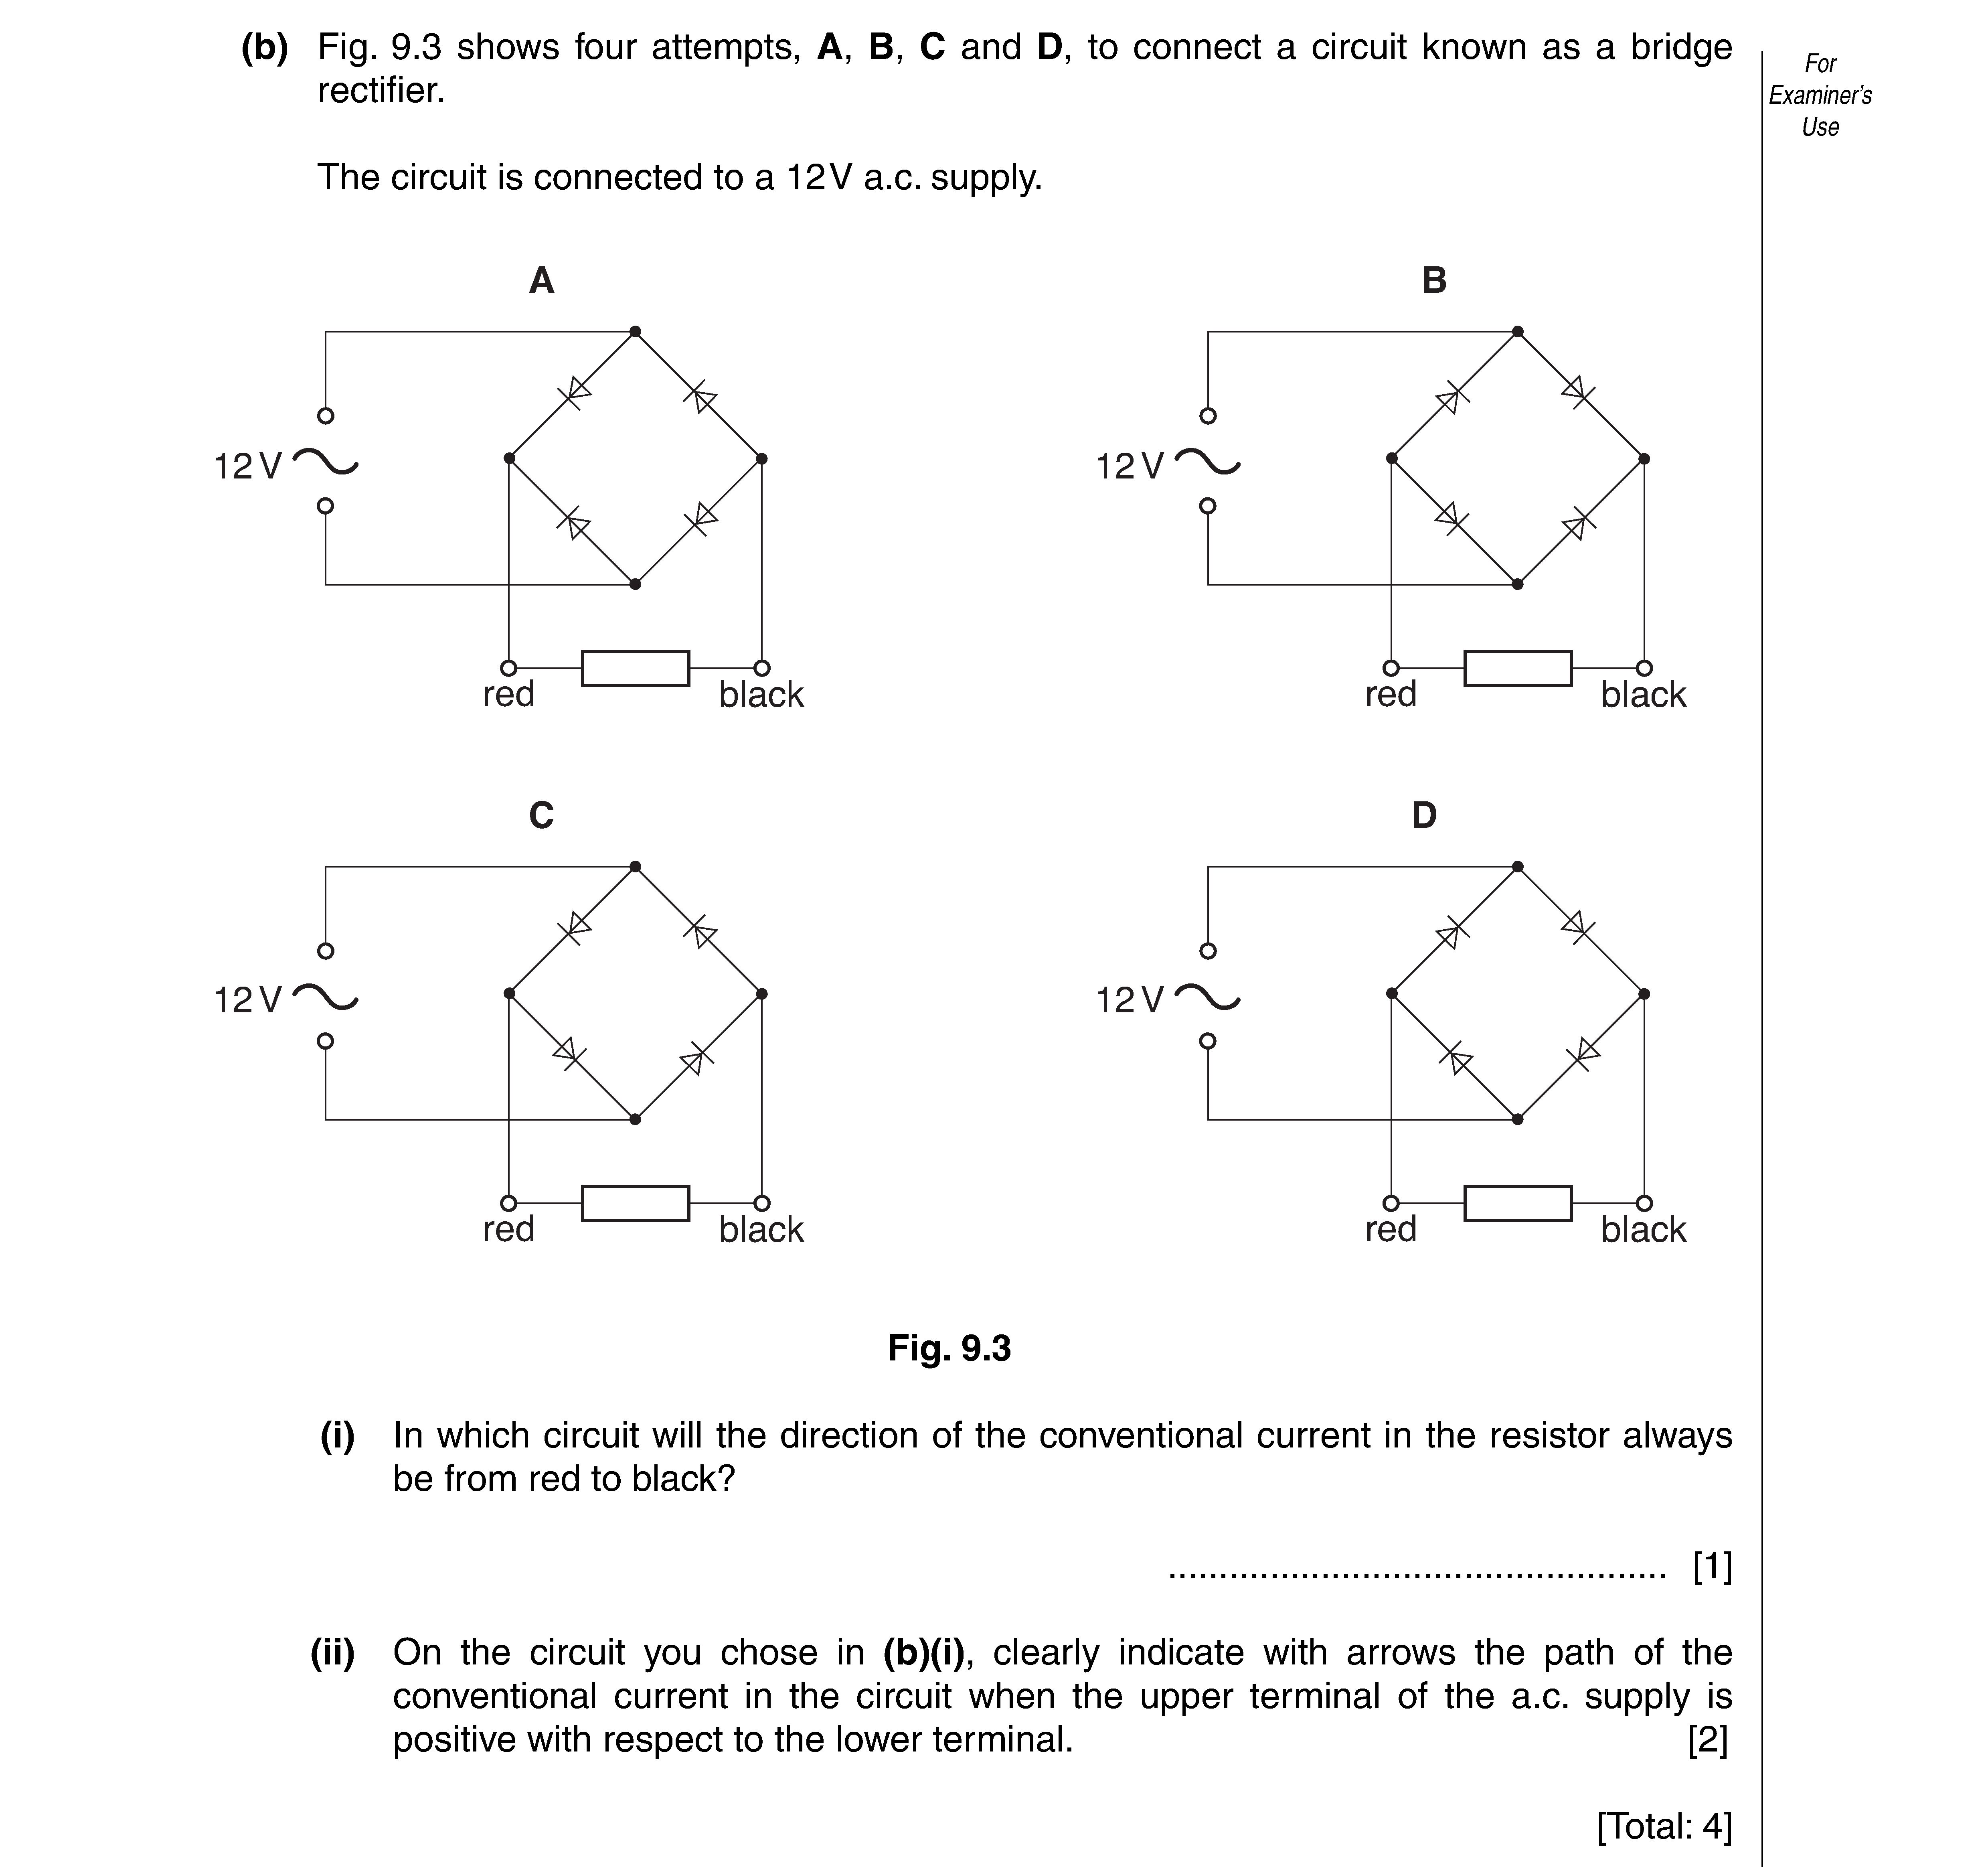 (b) Fig. 9.3 shows four attempts, A, B, C and D, to connect a circuit known as a bridge
rectifier.
For
Examiner's
Use
The circuit is connected to a 12 V a.c. supply.
A
B
12 V
12 V
red
black
red
black
C
D
12 V
12 V
red
black
red
black
Fig. 9.3
(i) In which circuit will the direction of the conventional current in the resistor always
be from red to black?
.................................................. [1]
(ii) On the circuit you chose in (b)(i), clearly indicate with arrows the path of the
conventional current in the circuit when the upper terminal of the a.c. supply is
positive with respect to the lower terminal. [2]
[Total: 4]